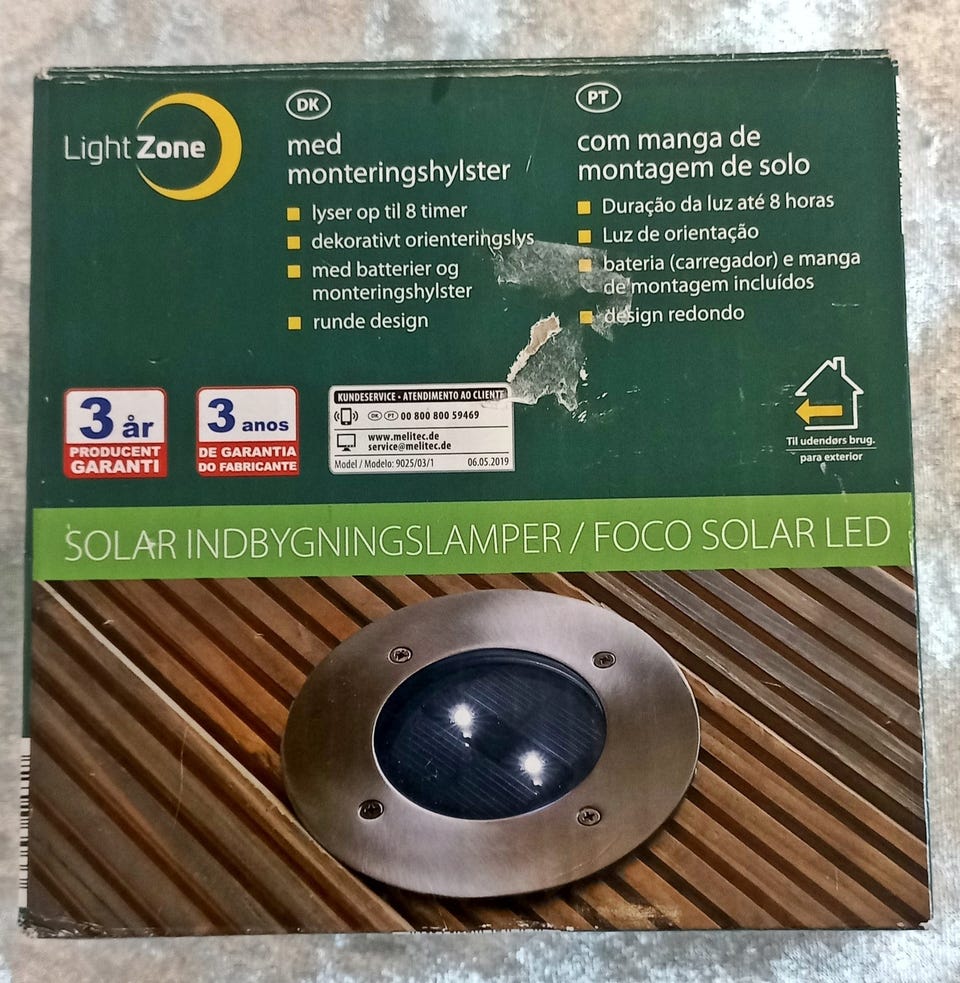 Light Zone
DK
med
monteringshylster
lyser op til 8 timer
dekorativt orienteringslys
med batterier og
monteringshylster
runde design
PT
com manga de
montagem de solo
Duração da luz até 8 horas
Luz de orientação
bateria (carregador) e manga
de montagem incluídos
design redondo
3 år
PRODUCENT
GARANTI
3 anos
DE GARANTIA
DO FABRICANTE
KUNDESERVICE • ATENDIMENTO AO CLIENTE
DK PT 00 800 800 59469
www.melitec.de
service@melitec.de
Model / Modelo: 9025/03/1 06.05.2019
Til udendørs brug.
para exterior
SOLAR INDBYGNINGSLAMPER / FOCO SOLAR LED